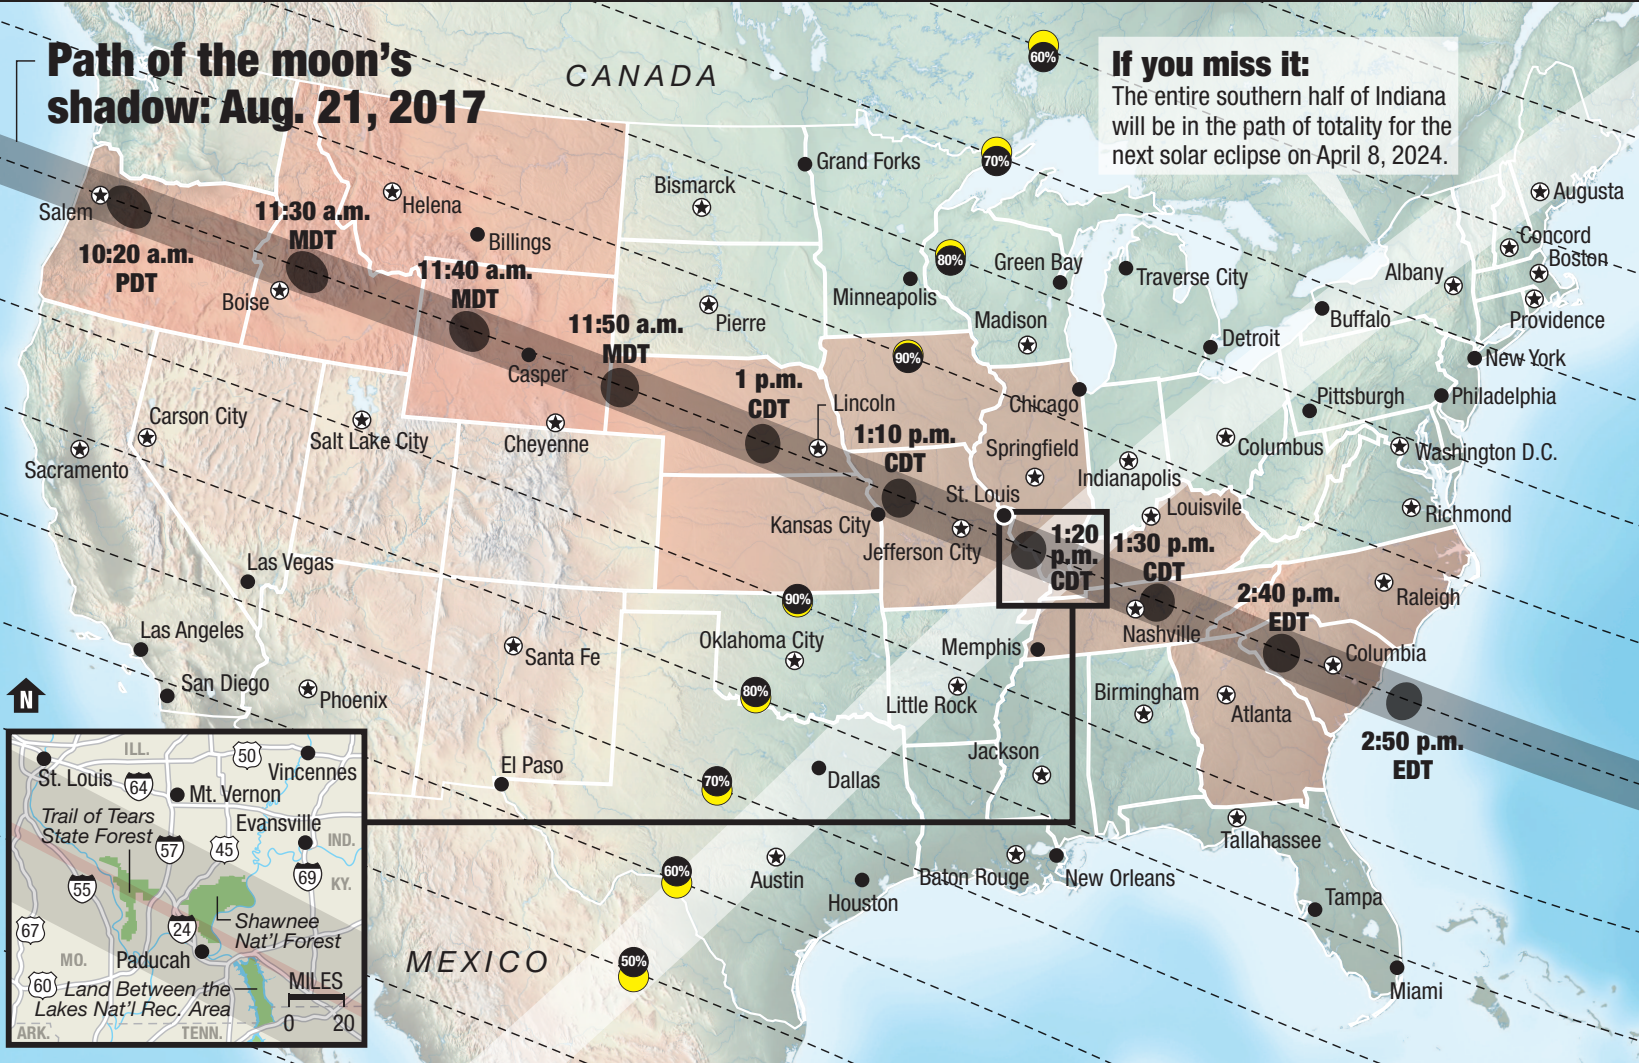 Path of the moon's
shadow: Aug. 21, 2017
CANADA
60%
If you miss it:
The entire southern half of Indiana
will be in the path of totality for the
next solar eclipse on April 8, 2024.
70%
Grand Forks
Bismarck
Helena
Salem
11:30 a.m.
MDT
Billings
10:20 a.m.
PDT
11:40 a.m.
MDT
Boise
80%
Green Bay
Traverse City
Minneapolis
Augusta
Concord
Boston
Albany
Providence
Pierre
11:50 a.m.
MDT
Madison
Buffalo
Detroit
New York
90%
Casper
1 p.m.
CDT
Lincoln
Chicago
Pittsburgh
Philadelphia
Carson City
Salt Lake City
Cheyenne
Sacramento
1:10 p.m.
CDT
Springfield
Indianapolis
Columbus
Washington D.C.
St. Louis
Louisville
Richmond
Kansas City
Jefferson City
1:20
p.m.
CDT
1:30 p.m.
CDT
Las Vegas
90%
2:40 p.m.
EDT
Raleigh
Los Angeles
Oklahoma City
Nashville
Memphis
Columbia
Santa Fe
San Diego
Phoenix
80%
Little Rock
Birmingham
Atlanta
N
2:50 p.m.
EDT
Jackson
El Paso
70%
Dallas
Tallahassee
60%
Austin
Houston
Baton Rouge
New Orleans
Tampa
MEXICO
50%
Miami
ILL.
50
St. Louis
64
Vincennes
Mt. Vernon
Trail of Tears
State Forest
Evansville
57
45
IND.
55
69
KY.
67
24
Shawnee
Nat'l Forest
MO.
Paducah
60
Land Between the
Lakes Nat'l Rec. Area
MILES
0 20
ARK.
TENN.